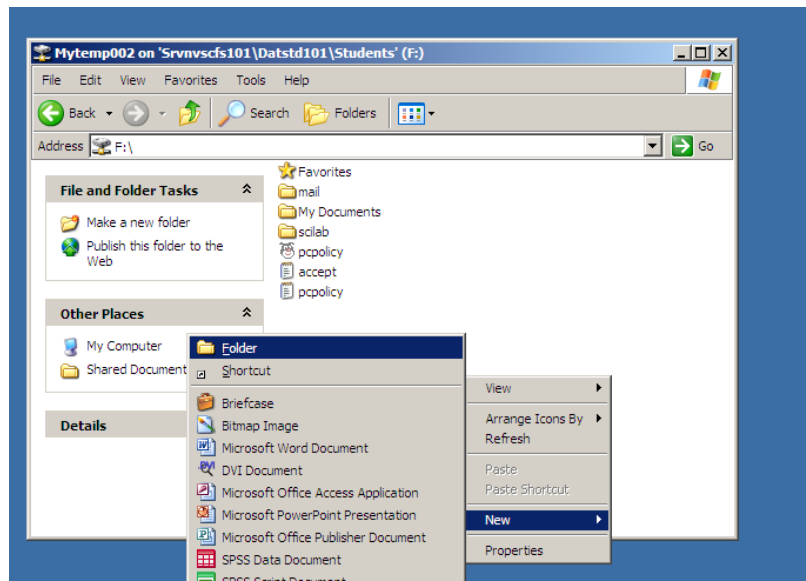 Mytemp002 on 'Srvnvscfs101\Datstd101\Students' (F:)
File Edit View Favorites Tools Help
Back Search Folders
Address F:\ Go
File and Folder Tasks
Make a new folder
Publish this folder to the
Web
Other Places
My Computer
Shared Document
Details
Favorites
mail
My Documents
scilab
pcpolicy
accept
pcpolicy
Folder
Shortcut
Briefcase
Bitmap Image
Microsoft Word Document
DVI Document
Microsoft Office Access Application
Microsoft PowerPoint Presentation
Microsoft Office Publisher Document
SPSS Data Document
SPSS Script Document
View
Arrange Icons By
Refresh
Paste
Paste Shortcut
New
Properties